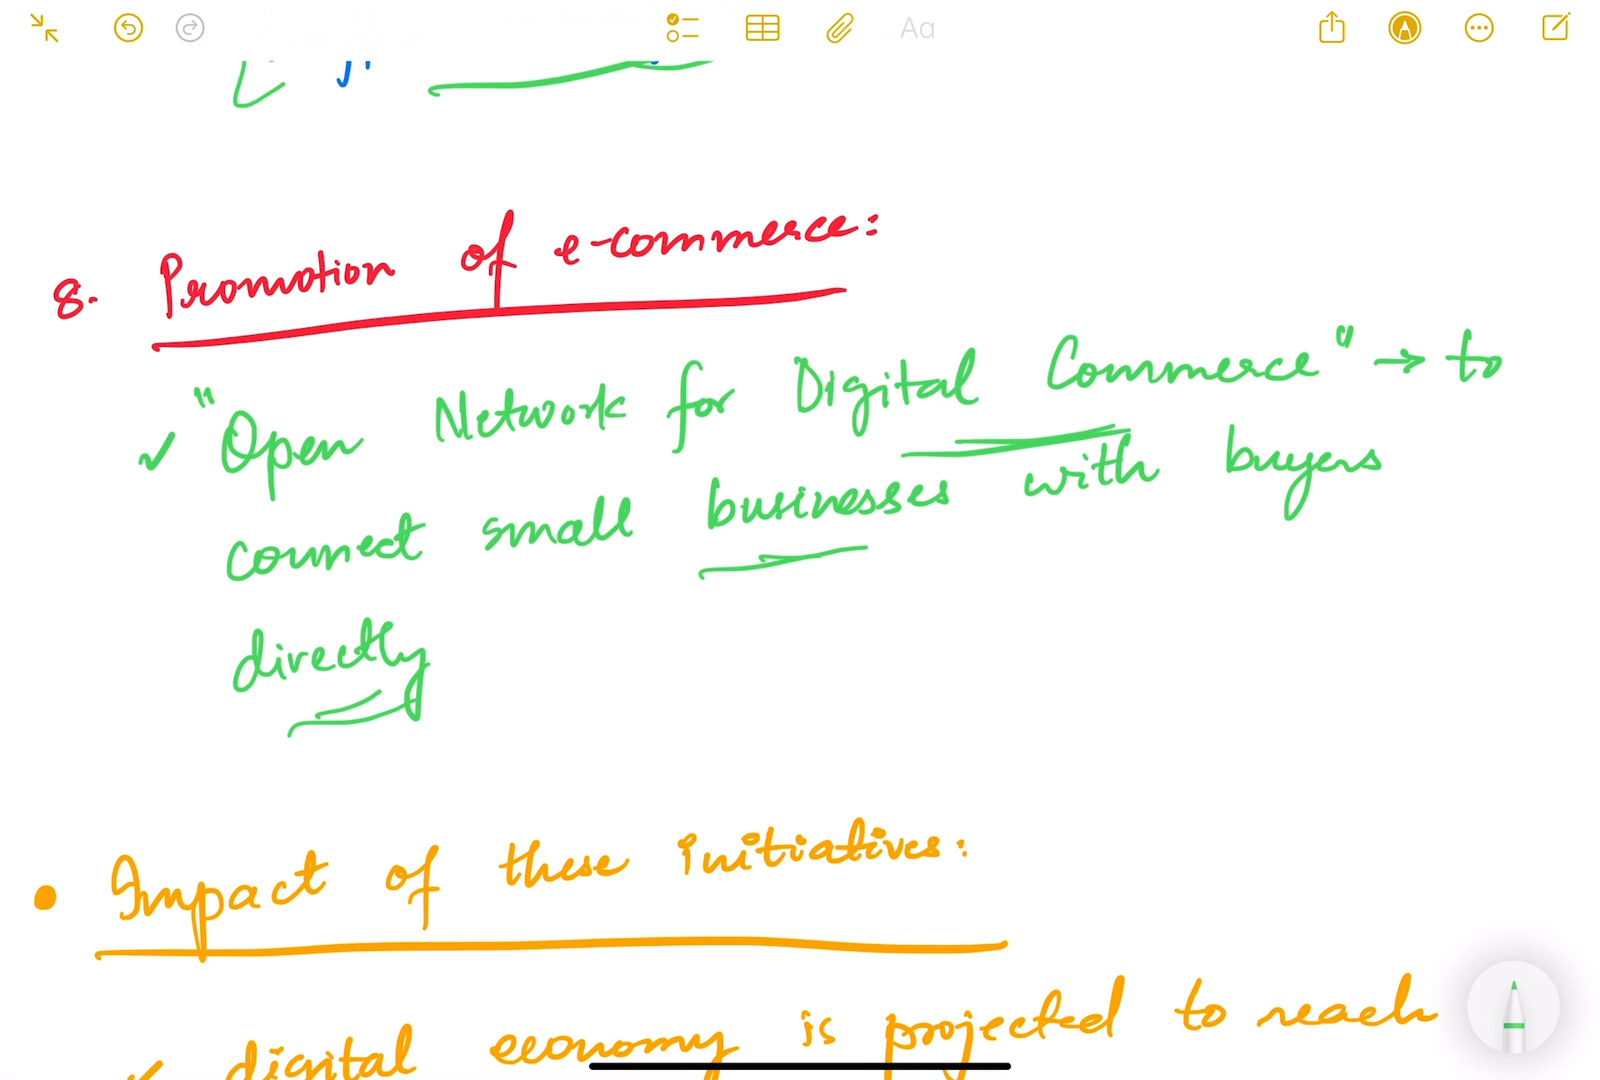 Aa
8. Promotion of e-commerce:
✓ "Open Network for Digital Commerce" → to
connect small businesses with buyers
directly
• Impact of these initiatives:
✓ digital economy is projected to reach